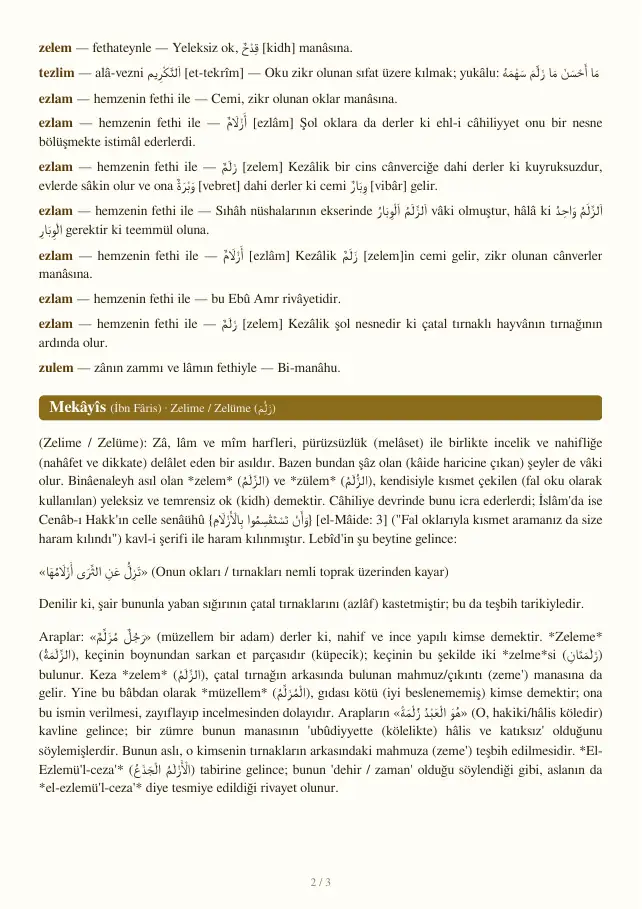 zelem — fethateynle — Yeleksiz ok, قِدْحٌ [kidh] manâsına.
tezlim — alâ-vezni اَلتَّكْرِيم [et-tekrîm] — Oku zikr olunan sıfat üzere kılmak; yukâlu: مَا أَحْسَنَ مَا زَلَّمَ سَهْمَهُ
ezlam — hemzenin fethi ile — Cemi, zikr olunan oklar manâsına.
ezlam — hemzenin fethi ile — أَزْلَامٌ [ezlâm] Şol oklara da derler ki ehl-i câhiliyyet onu bir nesne
bölüşmekte istimâl ederlerdi.
ezlam — hemzenin fethi ile — زَلَمٌ [zelem] Kezâlik bir cins cânverciğe dahi derler ki kuyruksuzdur,
evlerde sâkin olur ve ona وَبْرَةٌ [vebret] dahi derler ki cemi وِبَارٌ [vibâr] gelir.
ezlam — hemzenin fethi ile — Sıhâh nüshalarının ekserinde اَلزَّلَمُ اَلْوِبَارُ vâki olmuştur, hâlâ ki اَلزَّلَمُ وَاحِدُ
الْوِبَارِ gerektir ki teemmül oluna.
ezlam — hemzenin fethi ile — أَزْلَامٌ [ezlâm] Kezâlik زَلَمٌ [zelem]in cemi gelir, zikr olunan cânverler
manâsına.
ezlam — hemzenin fethi ile — bu Ebû Amr rivâyetidir.
ezlam — hemzenin fethi ile — زَلَمٌ [zelem] Kezâlik şol nesnedir ki çatal tırnaklı hayvânın tırnağının
ardında olur.
zulem — zânın zammı ve lâmın fethiyle — Bi-manâhu.
Mekâyîs (İbn Fâris) · Zelime / Zelüme (زَلُمَ)
(Zelime / Zelüme): Zâ, lâm ve mîm harfleri, pürüzsüzlük (melâset) ile birlikte incelik ve nahifliğe
(nahâfet ve dikkate) delâlet eden bir asıldır. Bazen bundan şâz olan (kâide haricine çıkan) şeyler de vâki
olur. Binâenaleyh asıl olan *zelem* (الزَّلَمُ) ve *zülem* (الزُّلَمُ), kendisiyle kısmet çekilen (fal oku olarak
kullanılan) yeleksiz ve temrensiz ok (kidh) demektir. Câhiliye devrinde bunu icra ederlerdi; İslâm'da ise
Cenâb-ı Hakk'ın celle senâühû {وَأَنْ تَسْتَقْسِمُوا بِالْأَزْلَامِ} [el-Mâide: 3] ("Fal oklarıyla kısmet aramanız da size
haram kılındı") kavl-i şerifi ile haram kılınmıştır. Lebîd'in şu beytine gelince:
«تَزِلُّ عَنِ الثَّرَى أَزْلَامُهَا» (Onun okları / tırnakları nemli toprak üzerinden kayar)
Denilir ki, şair bununla yaban sığırının çatal tırnaklarını (azlâf) kastetmiştir; bu da teşbih tarikiyledir.
Araplar: «رَجُلٌ مُزَلَّمٌ» (müzellem bir adam) derler ki, nahif ve ince yapılı kimse demektir. *Zeleme*
(الزَّلَمَةُ), keçinin boynundan sarkan et parçasıdır (küpecik); keçinin bu şekilde iki *zelme*si (زَلَمَتَانِ)
bulunur. Keza *zelem* (الزَّلَمُ), çatal tırnağın arkasında bulunan mahmuz/çıkıntı (zeme') manasına da
gelir. Yine bu bâbdan olarak *müzellem* (الْمُزَلَّمُ), gıdası kötü (iyi beslenememiş) kimse demektir; ona
bu ismin verilmesi, zayıflayıp incelmesinden dolayıdır. Arapların «هُوَ الْعَبْدُ زُلْمَةً» (O, hakiki/hâlis köledir)
kavline gelince; bir zümre bunun manasının 'ubûdiyyette (kölelikte) hâlis ve katıksız' olduğunu
söylemişlerdir. Bunun aslı, o kimsenin tırnakların arkasındaki mahmuza (zeme') teşbih edilmesidir. *El-
Ezlemü'l-ceza'* (اَلْأَزْلَمُ الْجَذَعُ) tabirine gelince; bunun 'dehir / zaman' olduğu söylendiği gibi, aslanın da
*el-ezlemü'l-ceza'* diye tesmiye edildiği rivayet olunur.
2 / 3